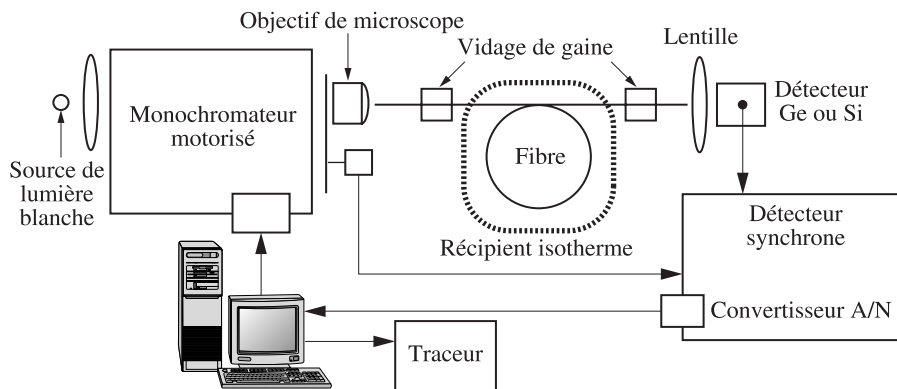 Objectif de microscope
Vidage de gaine
Lentille
Monochromateur
motorisé
Détecteur
Ge ou Si
Source de
lumière
blanche
Fibre
Récipient isotherme
Détecteur
synchrone
Convertisseur A/N
Traceur